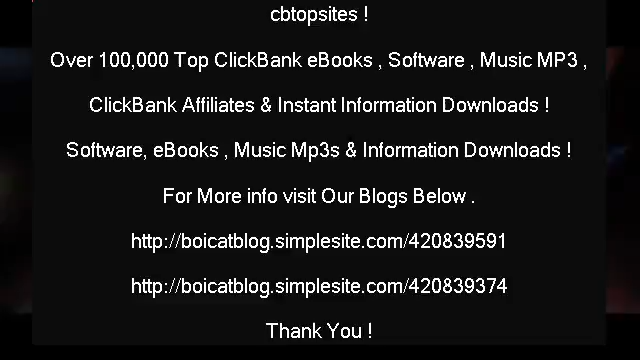 cbtopsites !
Over 100,000 Top ClickBank eBooks , Software , Music MP3 ,
ClickBank Affiliates & Instant Information Downloads !
Software, eBooks , Music Mp3s & Information Downloads !
For More info visit Our Blogs Below .
http://boicatblog.simplesite.com/420839591
http://boicatblog.simplesite.com/420839374
Thank You !